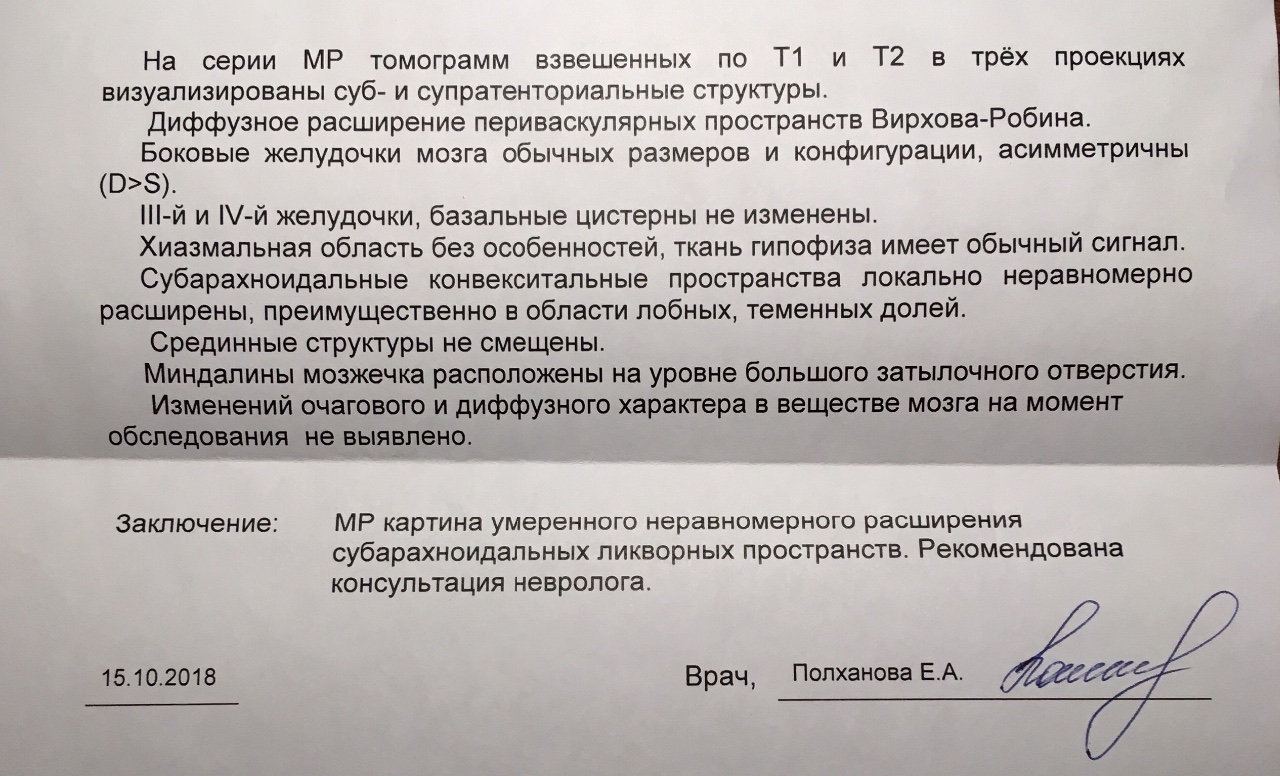 На серии МР томограмм взвешенных по Т1 и Т2 в трёх проекциях
визуализированы суб- и супратенториальные структуры.
Диффузное расширение периваскулярных пространств Вирхова-Робина.
Боковые желудочки мозга обычных размеров и конфигурации, асимметричны
(D>S).
III-й и IV-й желудочки, базальные цистерны не изменены.
Хиазмальная область без особенностей, ткань гипофиза имеет обычный сигнал.
Субарахноидальные конвекситальные пространства локально неравномерно
расширены, преимущественно в области лобных, теменных долей.
Срединные структуры не смещены.
Миндалины мозжечка расположены на уровне большого затылочного отверстия.
Изменений очагового и диффузного характера в веществе мозга на момент
обследования не выявлено.
Заключение: МР картина умеренного неравномерного расширения
субарахноидальных ликворных пространств. Рекомендована
консультация невролога.
15.10.2018 Врач, Полханова Е.А.